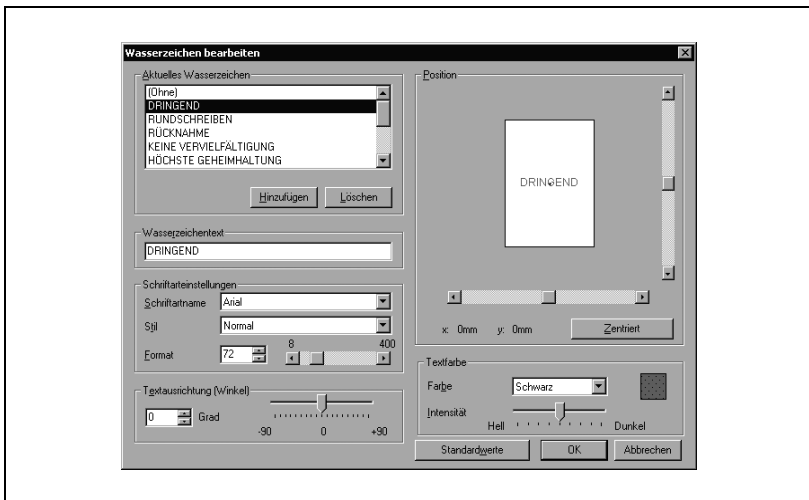 Wasserzeichen bearbeiten
Aktuelles Wasserzeichen
(Ohne)
DRINGEND
RUNDSCHREIBEN
RÜCKNAHME
KEINE VERVIELFÄLTIGUNG
HÖCHSTE GEHEIMHALTUNG
Hinzufügen Löschen
Wasserzeichentext
DRINGEND
Schriftarteinstellungen
Schriftartname Arial
Stil Normal
Format 72 8 400
Textausrichtung (Winkel)
0 Grad
-90 0 +90
Position
DRINGEND
x: 0mm y: 0mm Zentriert
Textfarbe
Farbe Schwarz
Intensität
Hell Dunkel
Standardwerte OK Abbrechen